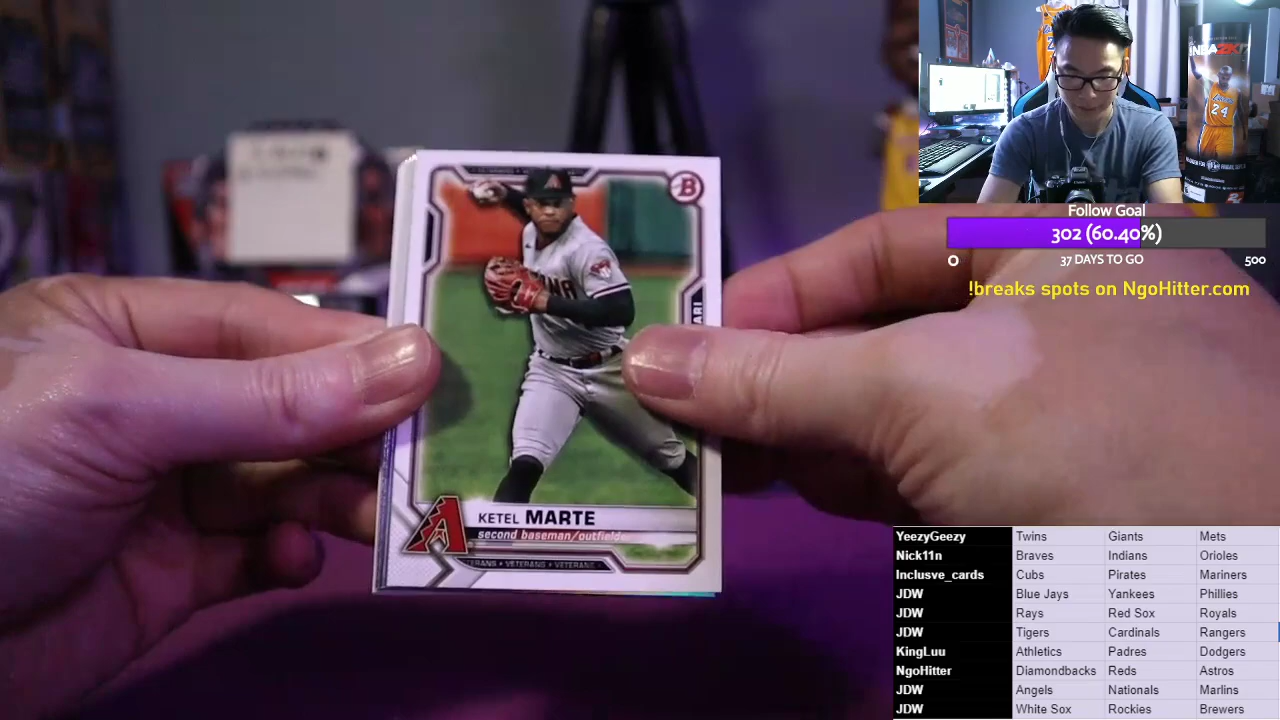 NBA2K17
24
Follow Goal
302 (60.40%)
0 37 DAYS TO GO 500
!breaks spots on NgoHitter.com
B
A
KETEL MARTE
second baseman/outfielder
VETERANS • VETERANS
YeezyGeezy Twins Giants Mets
Nick11n Braves Indians Orioles
Inclusve_cards Cubs Pirates Mariners
JDW Blue Jays Yankees Phillies
JDW Rays Red Sox Royals
JDW Tigers Cardinals Rangers
KingLuu Athletics Padres Dodgers
NgoHitter Diamondbacks Reds Astros
JDW Angels Nationals Marlins
JDW White Sox Rockies Brewers